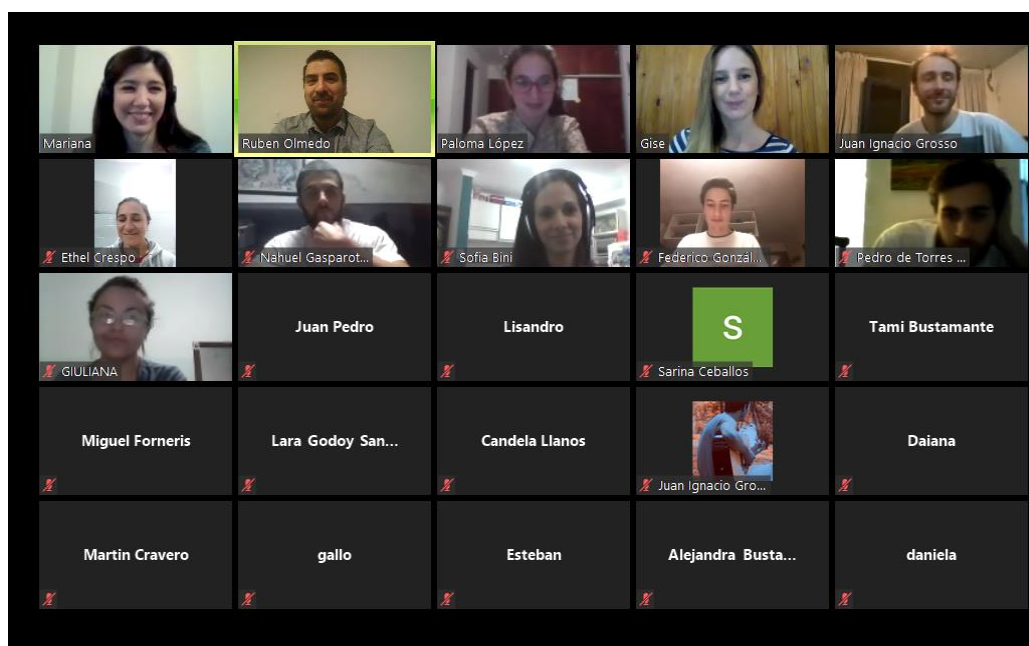 Mariana
Ruben Olmedo
Paloma López
Gise
Juan Ignacio Grosso
Ethel Crespo
Nahuel Gasparot...
Sofia Bini
Federico Gonzál...
Pedro de Torres ...
GIULIANA
Juan Pedro
Lisandro
S
Sarina Ceballos
Tami Bustamante
Miguel Forneris
Lara Godoy San...
Candela Llanos
Juan Ignacio Gro...
Daiana
Martin Cravero
gallo
Esteban
Alejandra Busta...
daniela